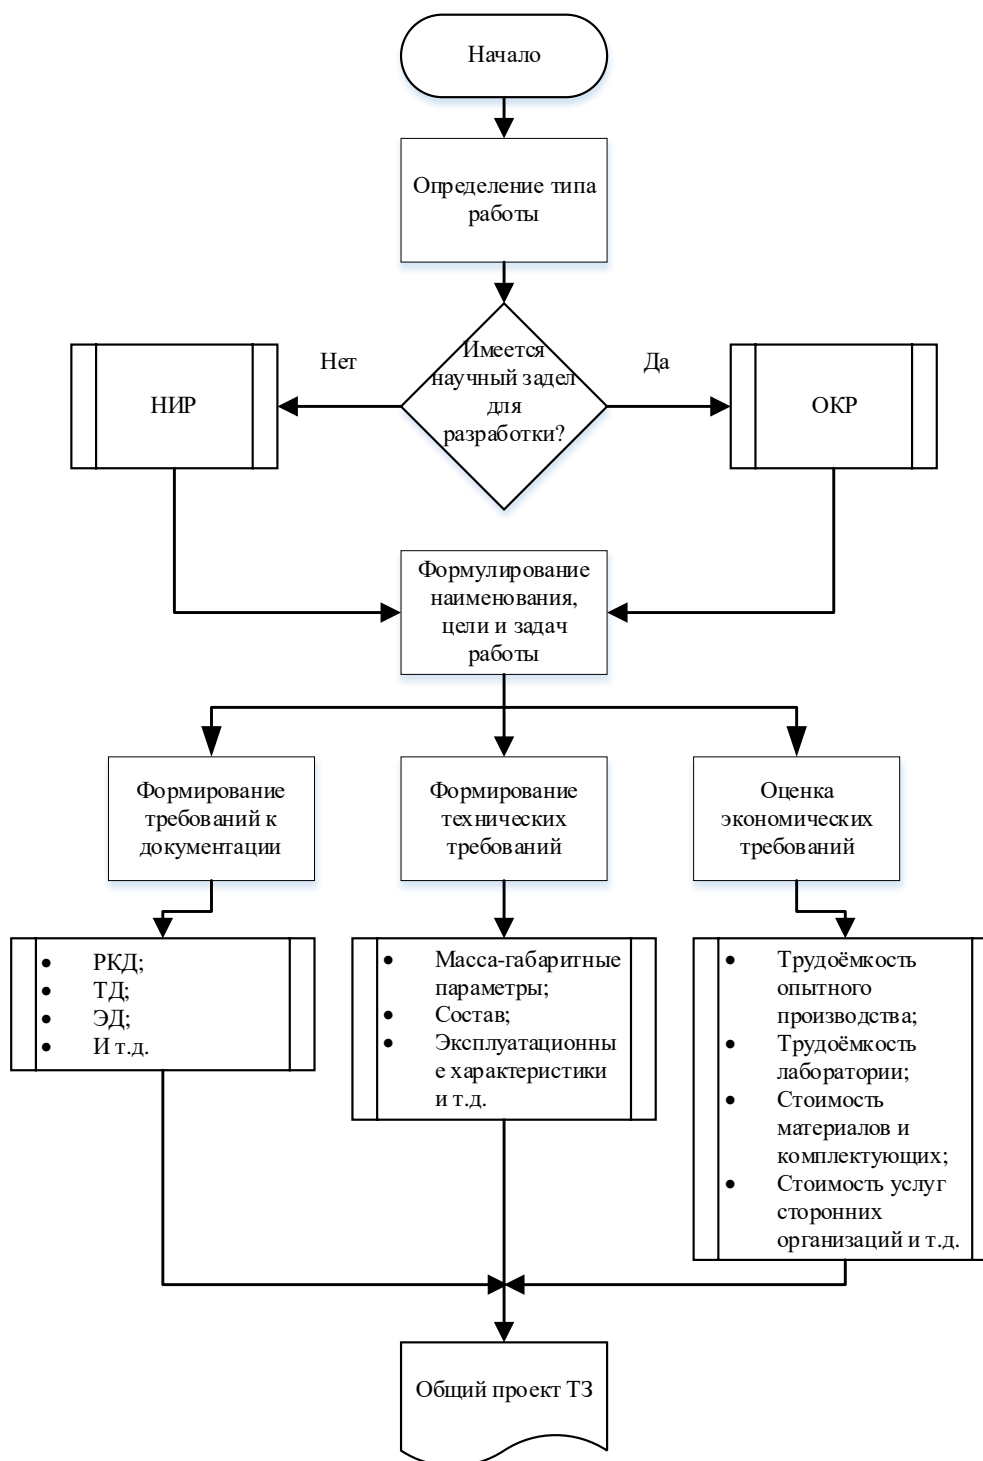 Начало
Определение типа
работы
Имеется
научный задел
для
разработки?
Нет
Да
НИР
ОКР
Формулирование
наименования,
цели и задач
работы
Формирование
требований к
документации
Формирование
технических
требований
Оценка
экономических
требований
• РКД;
• ТД;
• ЭД;
• И т.д.
• Масса-габаритные
параметры;
• Состав;
• Эксплуатационны
е характеристики
и т.д.
• Трудоёмкость
опытного
производства;
• Трудоёмкость
лаборатории;
• Стоимость
материалов и
комплектующих;
• Стоимость услуг
сторонних
организаций и т.д.
Общий проект ТЗ